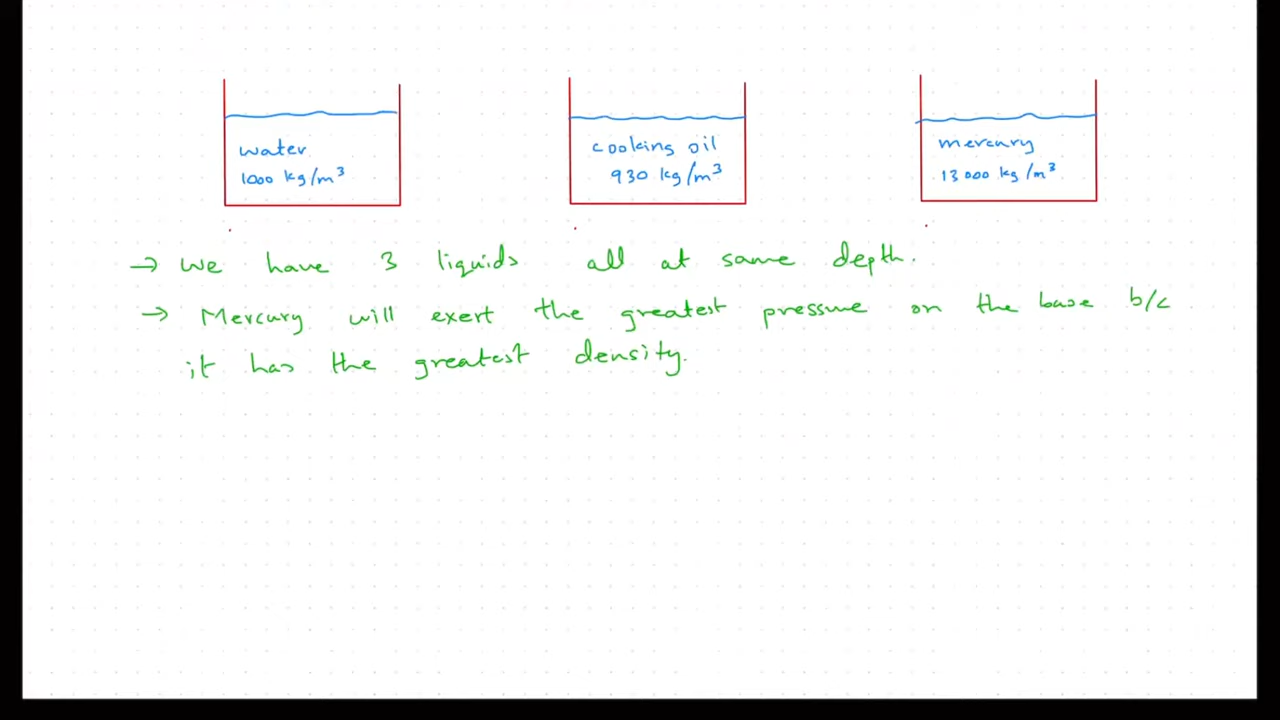 water
1000 kg/m³
cooking oil
930 kg/m³
mercury
13 000 kg/m³
→ We have 3 liquids all at same depth.
→ Mercury will exert the greatest pressure on the base b/c
it has the greatest density.